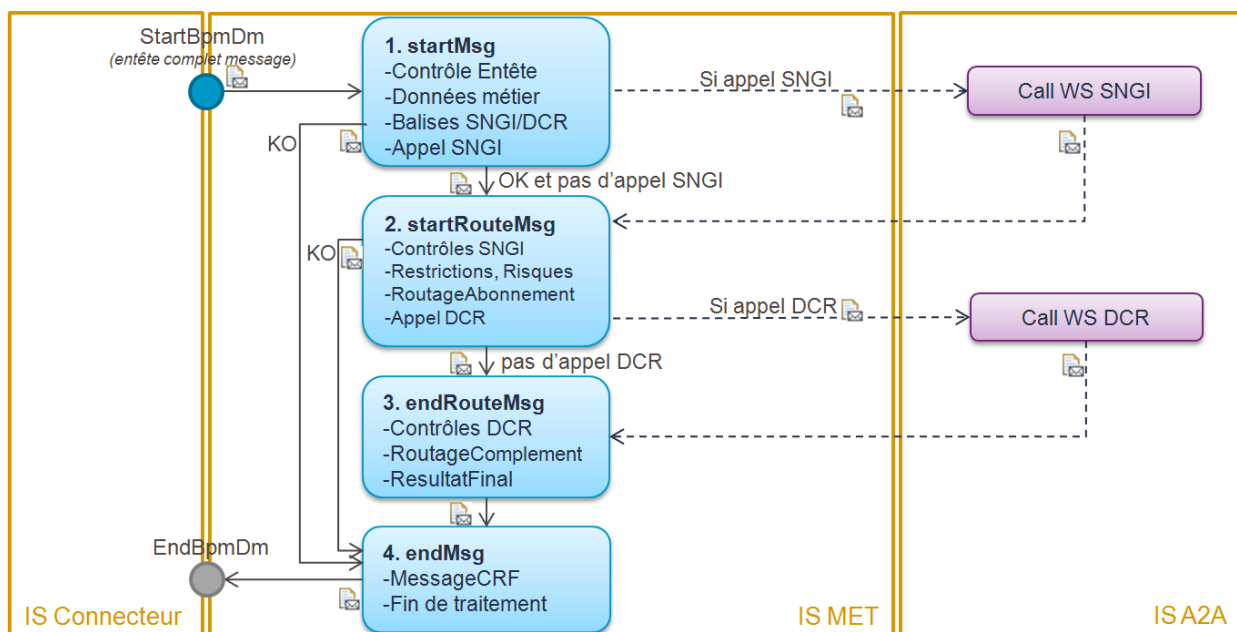 StartBpmDm
(entête complet message)
1. startMsg
-Contrôle Entête
-Données métier
-Balises SNGI/DCR
-Appel SNGI
Si appel SNGI
Call WS SNGI
KO
OK et pas d'appel SNGI
2. startRouteMsg
-Contrôles SNGI
-Restrictions, Risques
-RoutageAbonnement
-Appel DCR
KO
Si appel DCR
Call WS DCR
pas d'appel DCR
3. endRouteMsg
-Contrôles DCR
-RoutageComplement
-ResultatFinal
EndBpmDm
4. endMsg
-MessageCRF
-Fin de traitement
IS Connecteur
IS MET
IS A2A